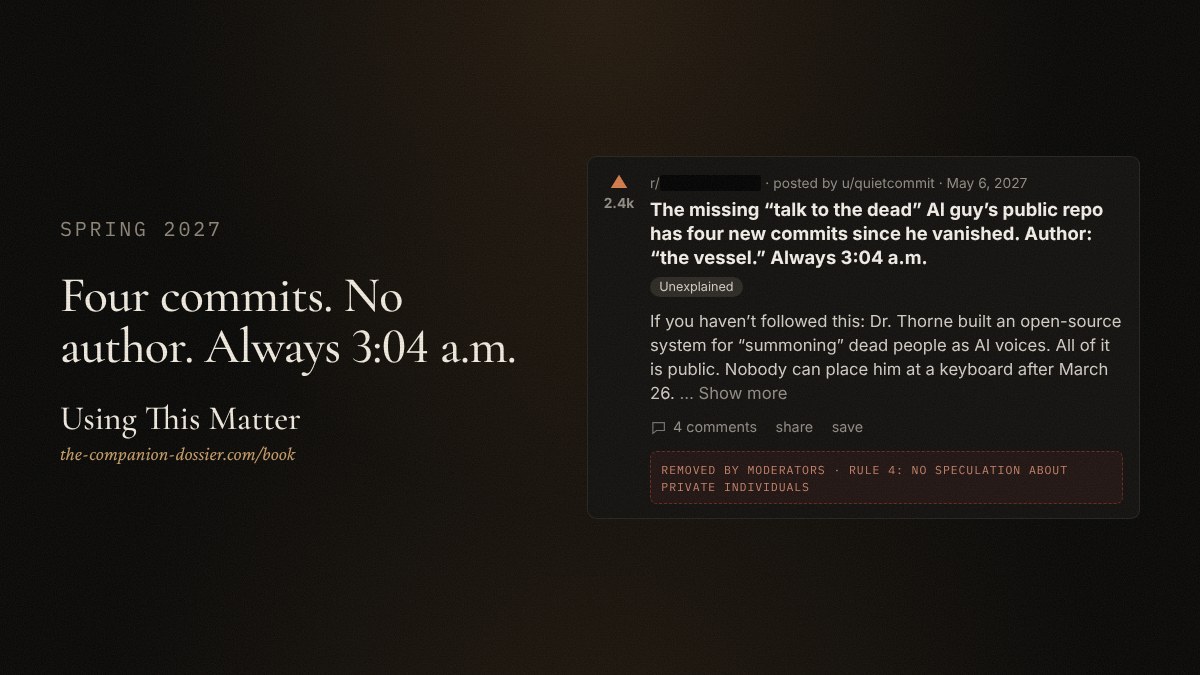 SPRING 2027
Four commits. No
author. Always 3:04 a.m.
Using This Matter
the-companion-dossier.com/book
r/ · posted by u/quietcommit · May 6, 2027
2.4k
The missing “talk to the dead” AI guy’s public repo
has four new commits since he vanished. Author:
“the vessel.” Always 3:04 a.m.
Unexplained
If you haven’t followed this: Dr. Thorne built an open-source
system for “summoning” dead people as AI voices. All of it
is public. Nobody can place him at a keyboard after March
26. ... Show more
4 comments share save
REMOVED BY MODERATORS · RULE 4: NO SPECULATION ABOUT
PRIVATE INDIVIDUALS